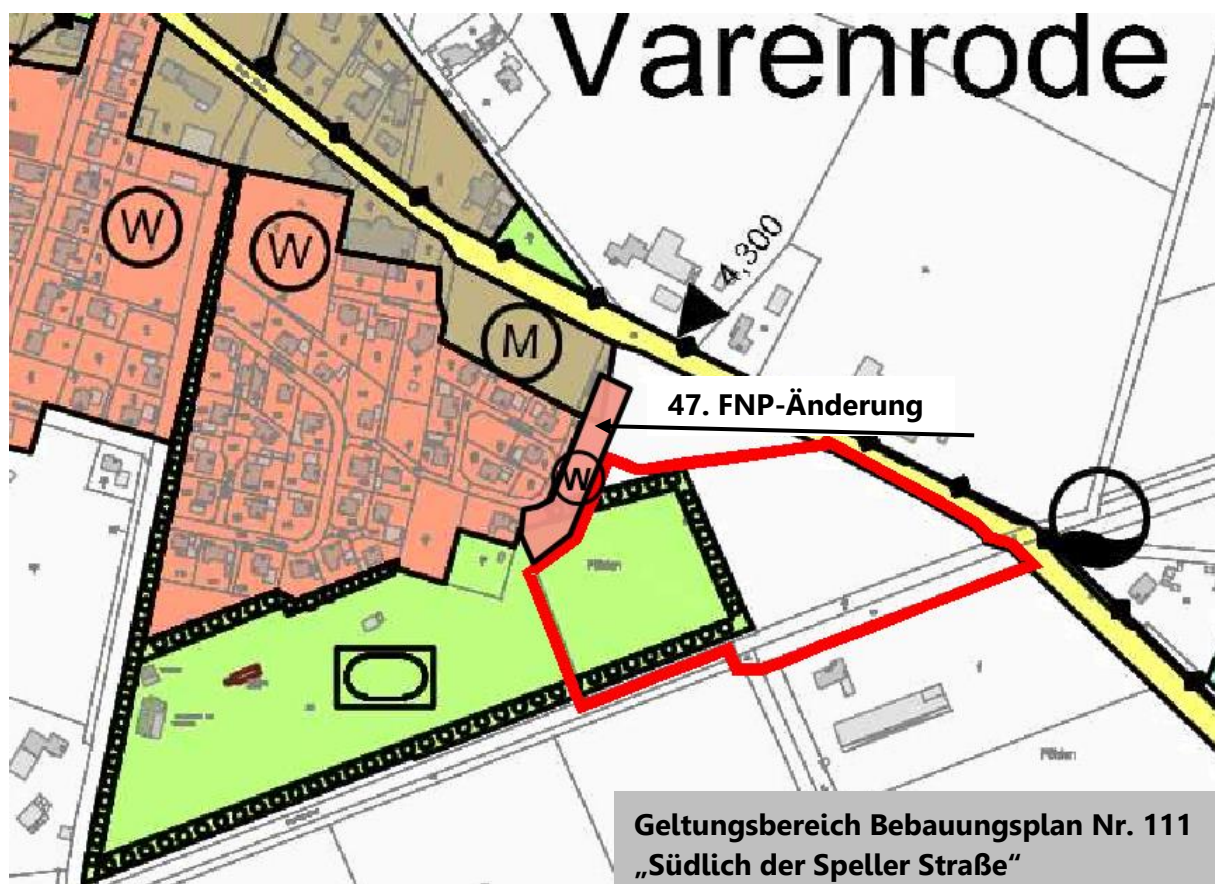 Varenrode
4,300
W
W
M
47. FNP-Änderung
W
Geltungsbereich Bebauungsplan Nr. 111
„Südlich der Speller Straße“